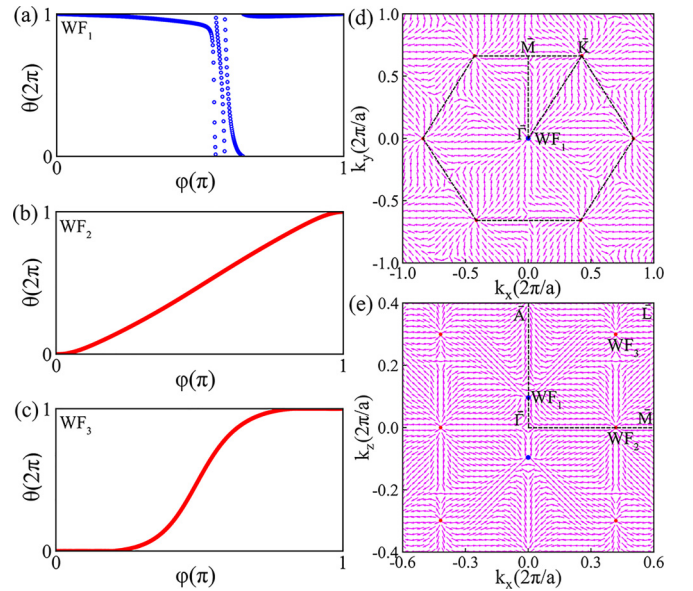 (a)
1
WF1
θ(2π)
0
0
φ(π)
1
(b)
1
WF2
θ(2π)
0
0
φ(π)
1
(c)
1
WF3
θ(2π)
0
0
φ(π)
1
(d)
1.0
0.5
0.0
-0.5
-1.0
ky(2π/a)
M̄
K̄
Γ̄
WF1
-1.0
-0.5
0.0
0.5
1.0
kx(2π/a)
(e)
0.4
0.2
0.0
-0.2
-0.4
kz(2π/a)
Ā
L̄
WF3
WF1
Γ̄
M̄
WF2
-0.6
-0.3
0.0
0.3
0.6
kx(2π/a)